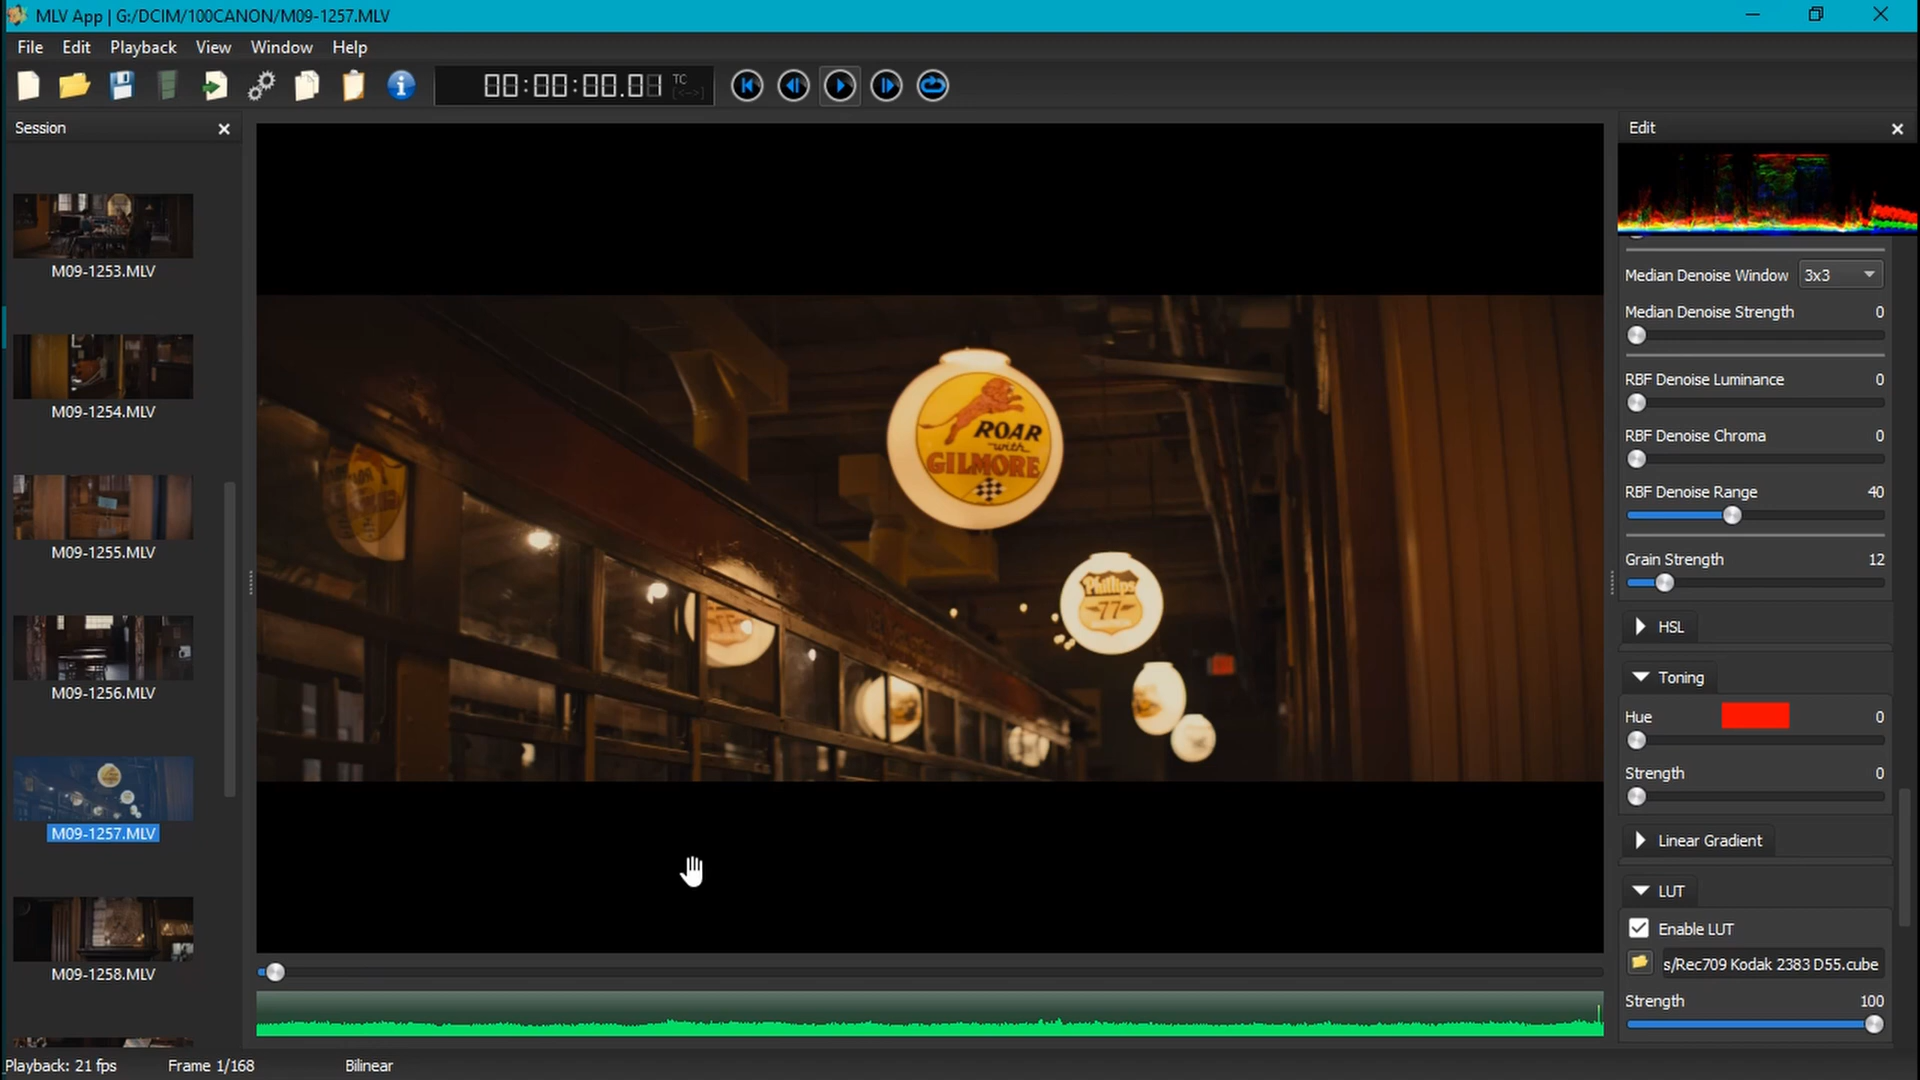 MLV App | G:/DCIM/100CANON/M09-1257.MLV
File Edit Playback View Window Help
00:00:00.01 TC
[<-->]
Session
Edit
M09-1253.MLV
M09-1254.MLV
M09-1255.MLV
M09-1256.MLV
M09-1257.MLV
M09-1258.MLV
ROAR
with
GILMORE
Phillips
77
Median Denoise Window 3x3
Median Denoise Strength 0
RBF Denoise Luminance 0
RBF Denoise Chroma 0
RBF Denoise Range 40
Grain Strength 12
HSL
Toning
Hue 0
Strength 0
Linear Gradient
LUT
Enable LUT
s/Rec709 Kodak 2383 D55.cube
Strength 100
Playback: 21 fps Frame 1/168 Bilinear